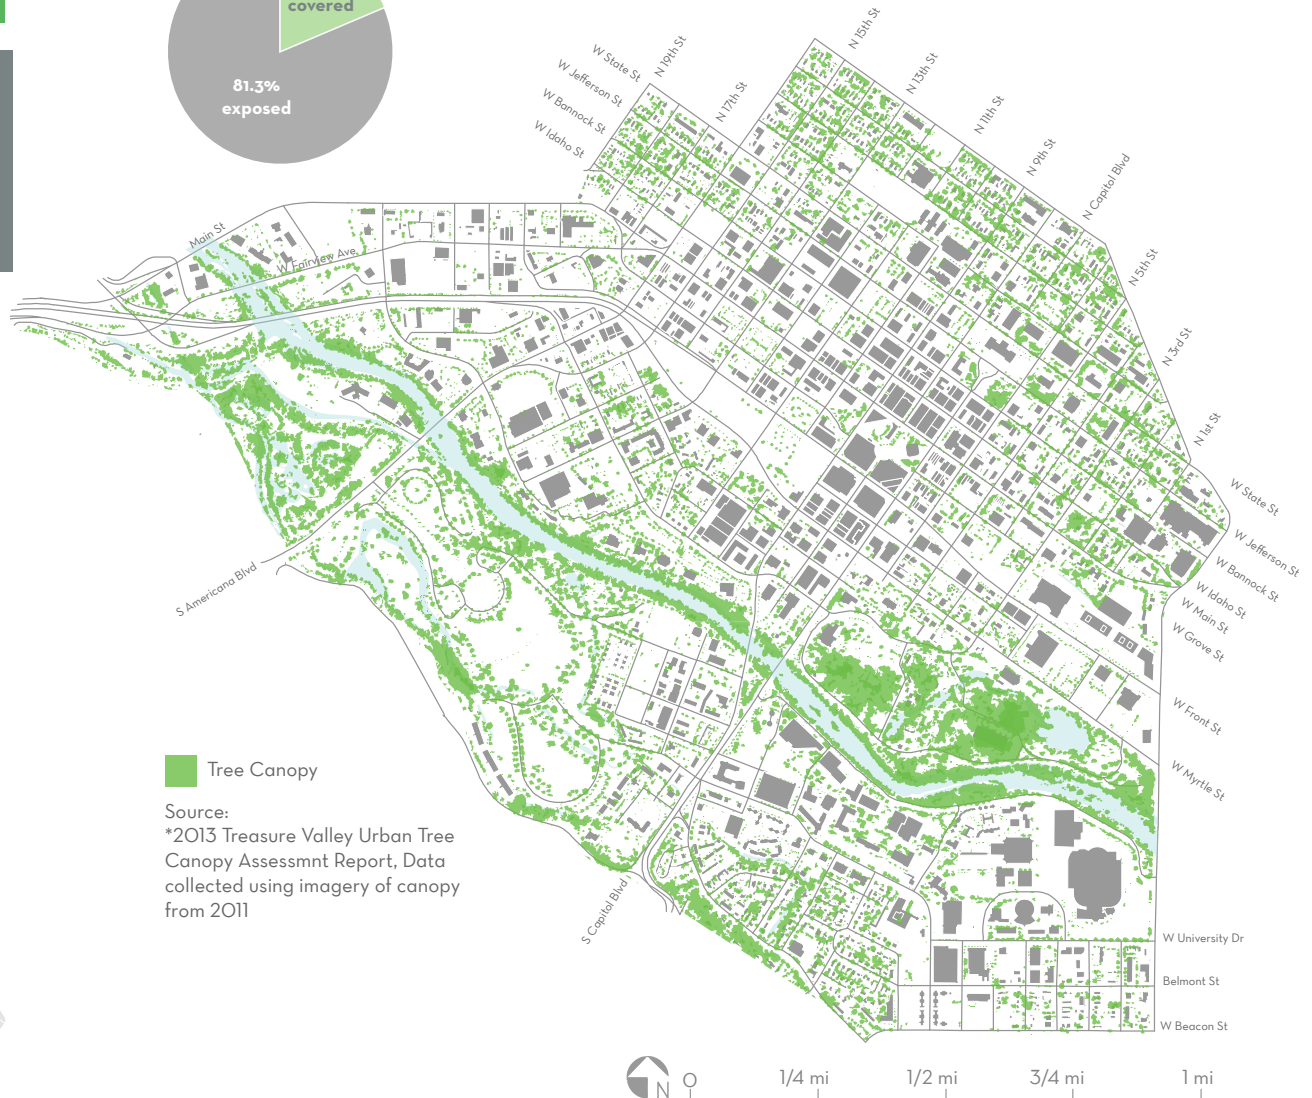 covered
81.3%
exposed
W State St
W Jefferson St
W Bannock St
W Idaho St
N 19th St
N 17th St
N 15th St
N 13th St
N 11th St
N 9th St
N Capitol Blvd
N 5th St
N 3rd St
N 1st St
Main St
W Fairview Ave
S Americana Blvd
W State St
W Jefferson St
W Bannock St
W Idaho St
W Main St
W Grove St
W Front St
W Myrtle St
Tree Canopy
Source:
*2013 Treasure Valley Urban Tree
Canopy Assessmnt Report, Data
collected using imagery of canopy
from 2011
S Capitol Blvd
W University Dr
Belmont St
W Beacon St
N
0 1/4 mi 1/2 mi 3/4 mi 1 mi